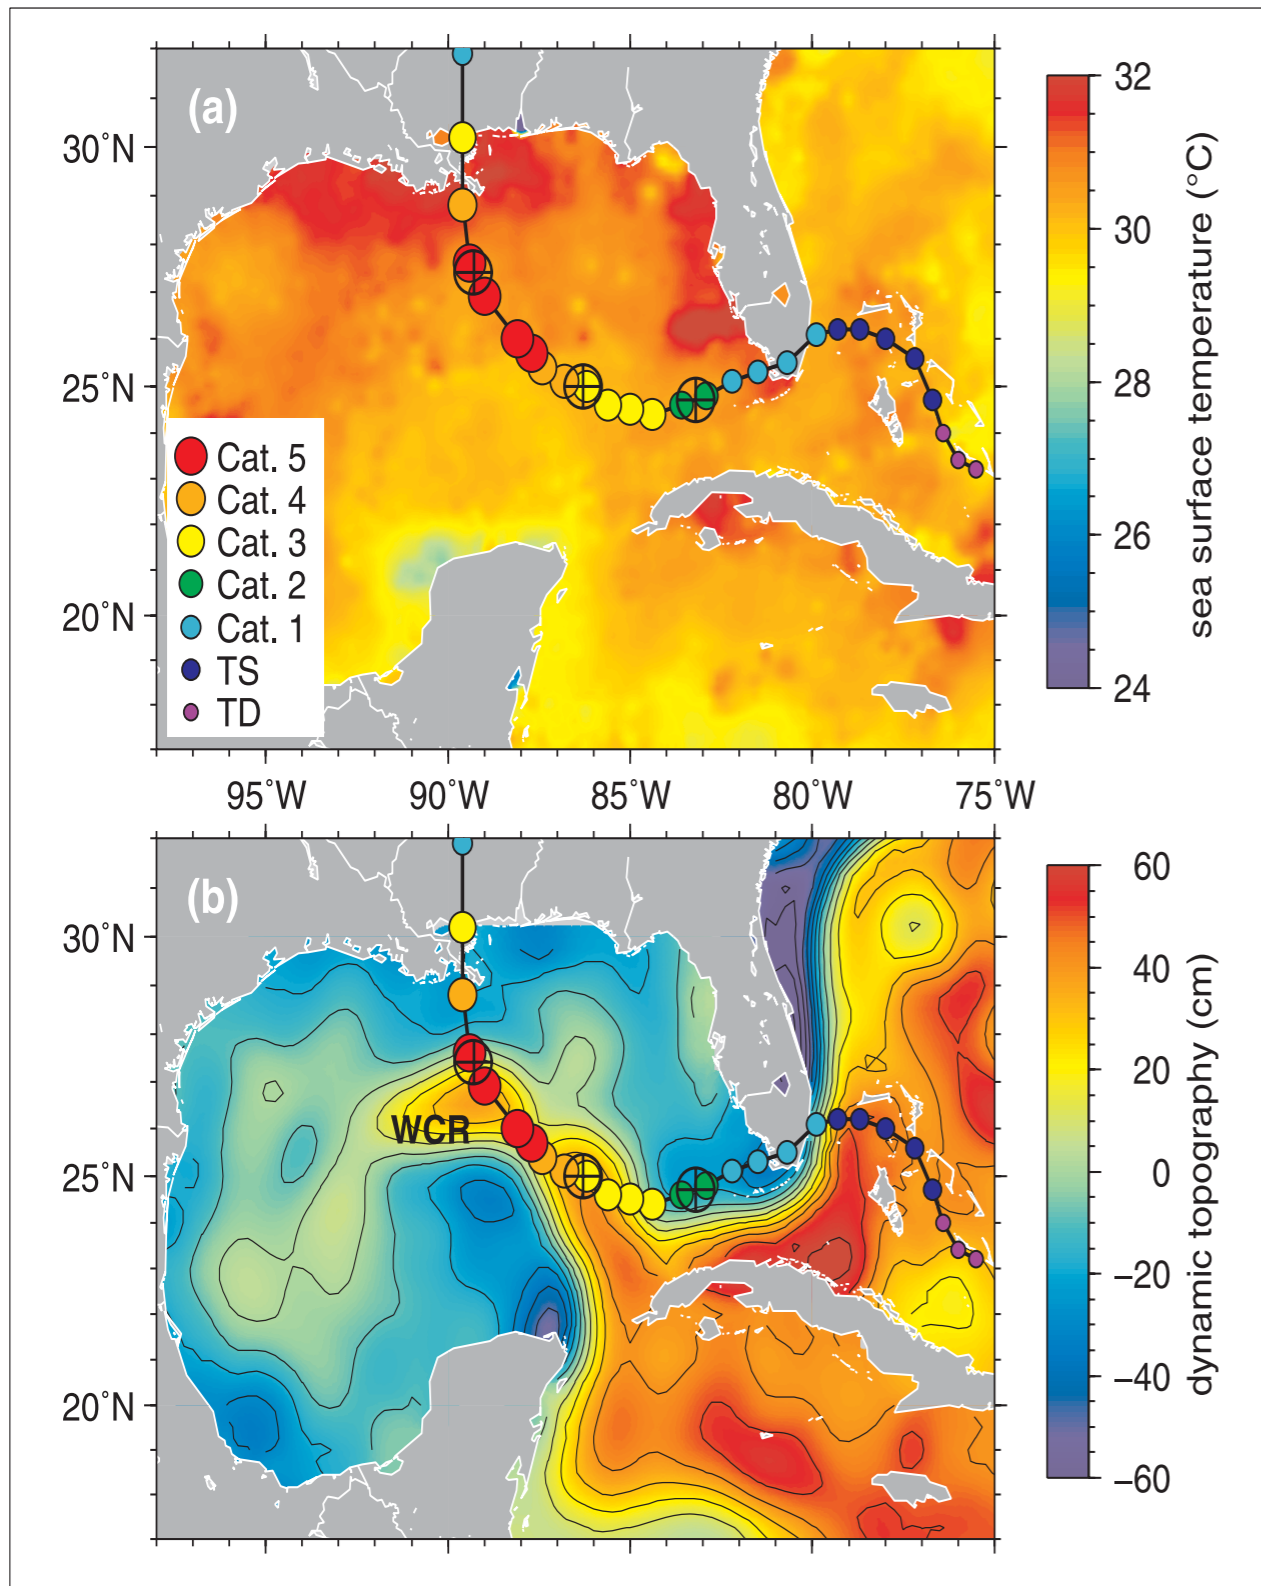 (a)
30°N
25°N
20°N
Cat. 5
Cat. 4
Cat. 3
Cat. 2
Cat. 1
TS
TD
95°W
90°W
85°W
80°W
75°W
32
30
28
26
24
sea surface temperature (°C)
(b)
30°N
25°N
20°N
WCR
60
40
20
0
−20
−40
−60
dynamic topography (cm)